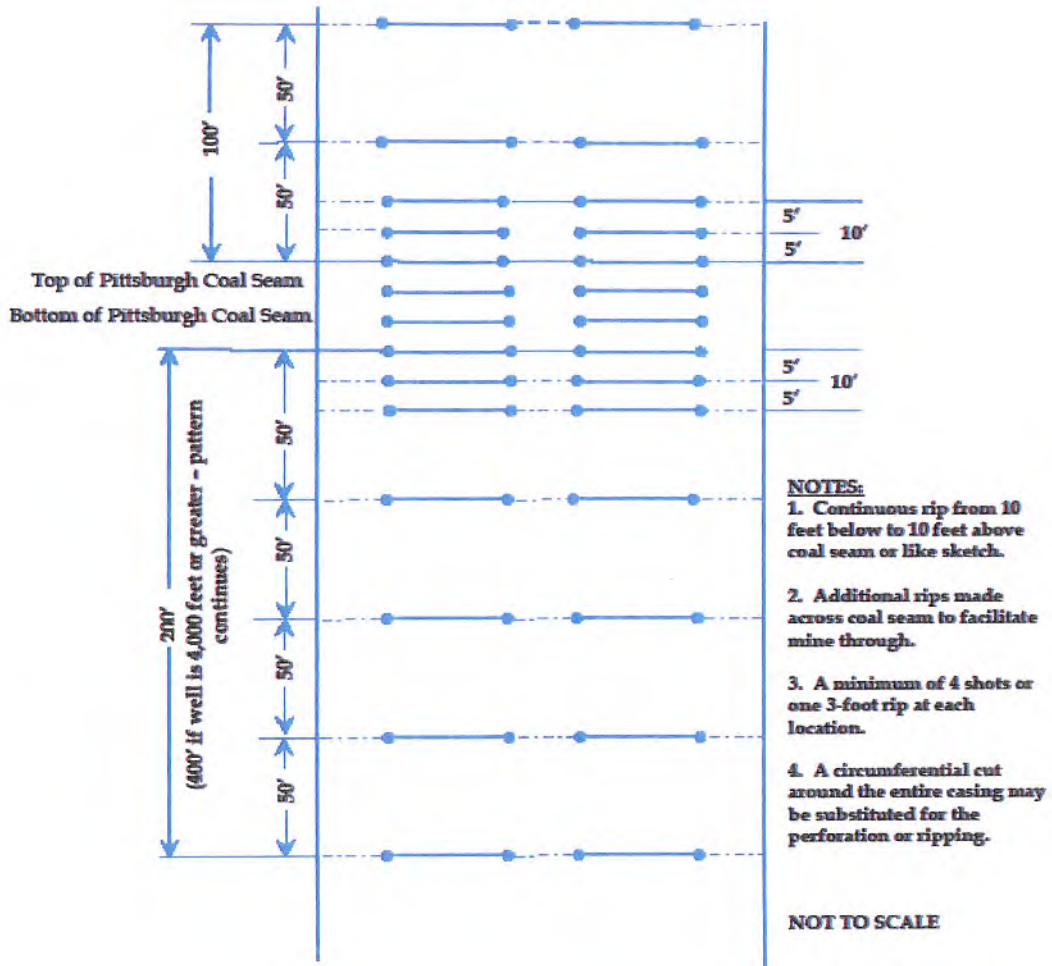 50'
100'
50'
5'
10'
5'
Top of Pittsburgh Coal Seam
Bottom of Pittsburgh Coal Seam
5'
10'
5'
50'
200'
(400' if well is 4,000 feet or greater – pattern
continues)
50'
50'
50'
NOTES:
1. Continuous rip from 10
feet below to 10 feet above
coal seam or like sketch.
2. Additional rips made
across coal seam to facilitate
mine through.
3. A minimum of 4 shots or
one 3-foot rip at each
location.
4. A circumferential cut
around the entire casing may
be substituted for the
perforation or ripping.
NOT TO SCALE